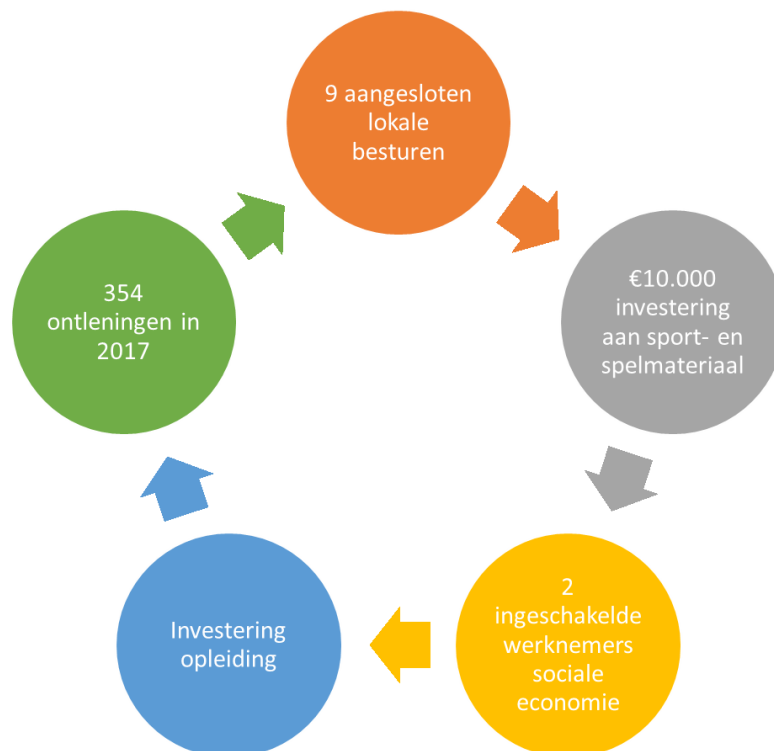 9 aangesloten
lokale
besturen
€10.000
investering
aan sport- en
spelmateriaal
2
ingeschakelde
werknemers
sociale
economie
Investering
opleiding
354
ontleningen in
2017